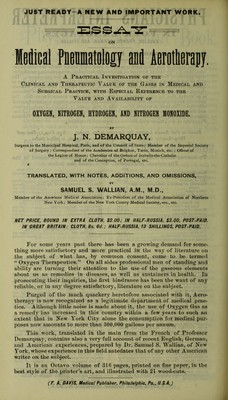 JUST READY—A NEW AND IMPORTANT WORK.
ESSAY
ON
Medical Pneumatology and Aerotherapy.
A Practical Investigation of the
Clinical and Therapeutic Value of the Gases in Medical and
Surgical Practice, with Especial Reference to the
Value and Availability of
OXYGEN, NITROGEN, HYDROGEN, AND NITROGEN MONOXIDE.
BY
J. N. DEMARQUAY,
Surgeon to the Municipal Hospital, Paris, and of the Council of State; Member of the Imperial Society
of Surgery; Correspondent of the Academies of Belgium, Turin, Munich, etc.; Officer of
the Legion of Honor; Chevalier of the Orders of Isabella-the-Catholic
and of the Conception, of Portugal, etc.
TRANSLATED, WITH NOTES, ADDITIONS, AND OMISSIONS,
BY
SAMUEL S. WALLIAN, A.M., M.D.,
Member of the American Medical Association; Ex-President of the Medical Association of Northern
New York; Member of the New York County Medical Society, etc., etc.
NET PRICE, BOUND IN EXTRA CLOTH, $2.00; IN HALF-RUSSIA, $3.00, POST-PAID.
IN GREAT BRITAIN: CLOTH, 8s. 6d.; HALF-RUSSIA, 13 SHILLINGS, POST-PAID.
For some years past there has been a growing demand for some-
thing more satisfactory and more practical in the way of literature on
the subject of what has, by common consent, come to be termed
"Oxygen Therapeutics." On all sides professional men of standing and
ability are turning their attention to the use of the gaseous elements
about us as remedies in disease, as well as sustainers in health. In
prosecuting their inquiries, the first hindrance has been the want of any
reliable, or in any degree satisfactory, literature on the subject.
Purged of the much quackery heretofore associated with it, Aero-
therapy is now recognized as a legitimate department of medical prac-
tice. Although little noise is made about it, the use of Oxygen Gas as
a remedy has increased in this country within a few years to such an
extent that in New York City alone the consumption for medical pur-
poses now amounts to more than 300,000 gallons per annum.
This work, translated in the main from the French of Professor
Demarquay, contains also a very full account of recent English, German,
and American experiences, prepared by Dr. Samuel S. Wallian, of New
York, whose experience in this field antedates that of any other American
writer on the subject.
It is an Octavo volume of 316 pages, printed on fine paper, in the
best style of the printer's art, and illustrated with 21 wood-cuts.
(F. A. DAVIS, Medical Publisher, Philadelphia, Pa., U.S.A.)